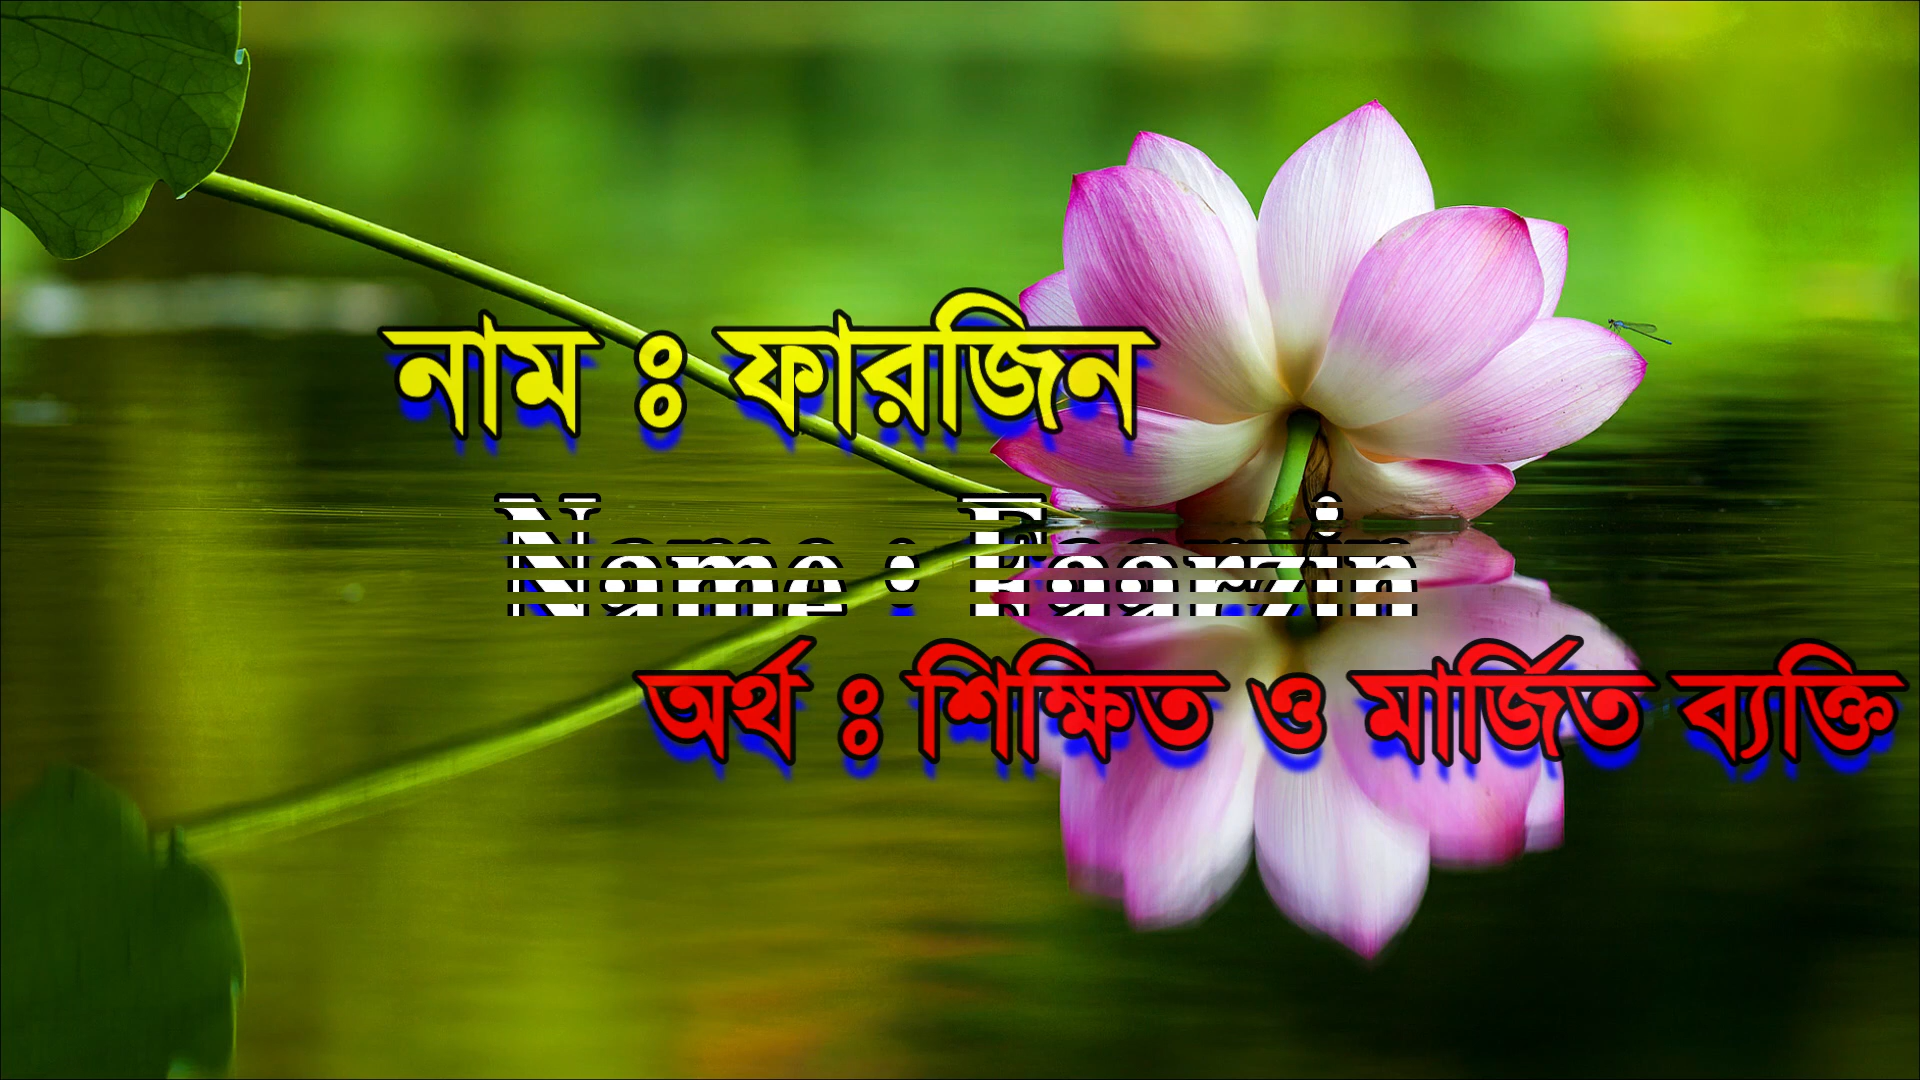 নাম ঃ ফারজিন
Name : Faarzin
অর্থ ঃ শিক্ষিত ও মার্জিত ব্যক্তি